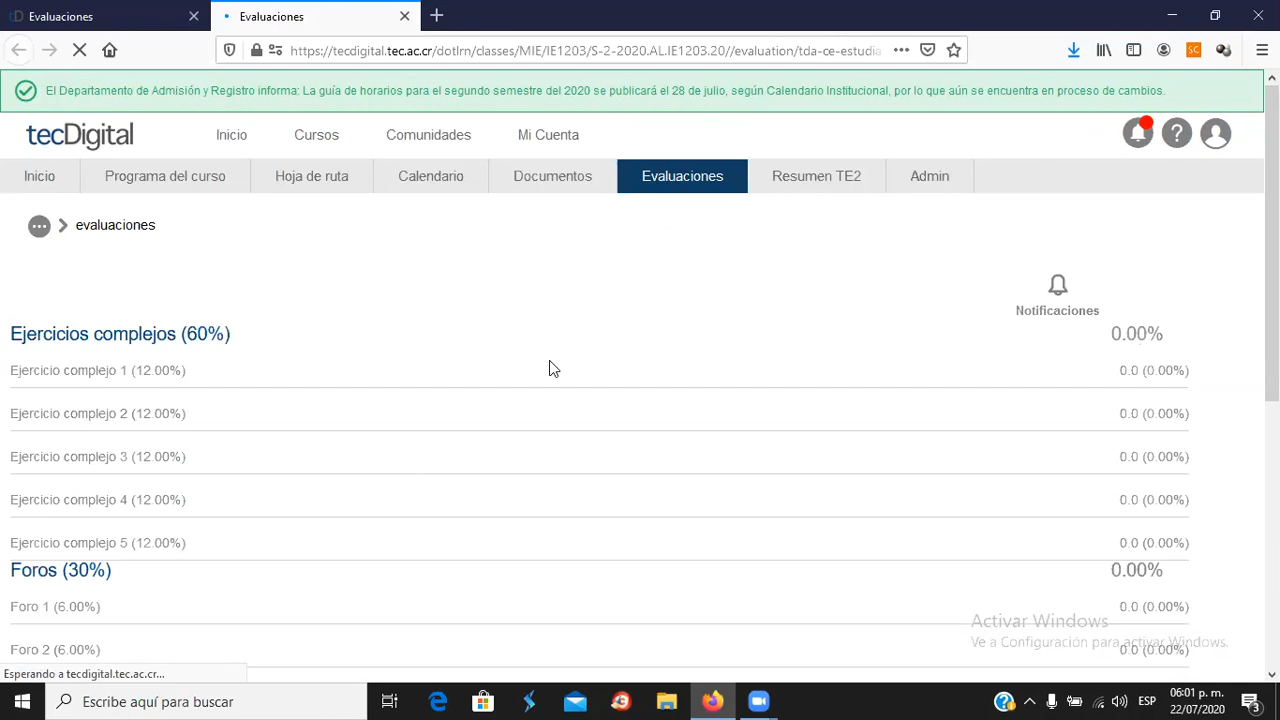 Evaluaciones
Evaluaciones
https://tecdigital.tec.ac.cr/dotlrn/classes/MIE/IE1203/S-2-2020.AL.IE1203.20//evaluation/tda-ce-estudia
SC
El Departamento de Admisión y Registro informa: La guía de horarios para el segundo semestre del 2020 se publicará el 28 de julio, según Calendario Institucional, por lo que aún se encuentra en proceso de cambios.
tecDigital Inicio Cursos Comunidades Mi Cuenta ?
Inicio Programa del curso Hoja de ruta Calendario Documentos Evaluaciones Resumen TE2 Admin
evaluaciones
Notificaciones
Ejercicios complejos (60%) 0.00%
Ejercicio complejo 1 (12.00%) 0.0 (0.00%)
Ejercicio complejo 2 (12.00%) 0.0 (0.00%)
Ejercicio complejo 3 (12.00%) 0.0 (0.00%)
Ejercicio complejo 4 (12.00%) 0.0 (0.00%)
Ejercicio complejo 5 (12.00%) 0.0 (0.00%)
Foros (30%) 0.00%
Foro 1 (6.00%) 0.0 (0.00%)
Activar Windows
Ve a Configuración para activar Windows.
Foro 2 (6.00%) 0.0 (0.00%)
Esperando a tecdigital.tec.ac.cr...
Escribe aquí para buscar
ESP
06:01 p. m.
22/07/2020
3